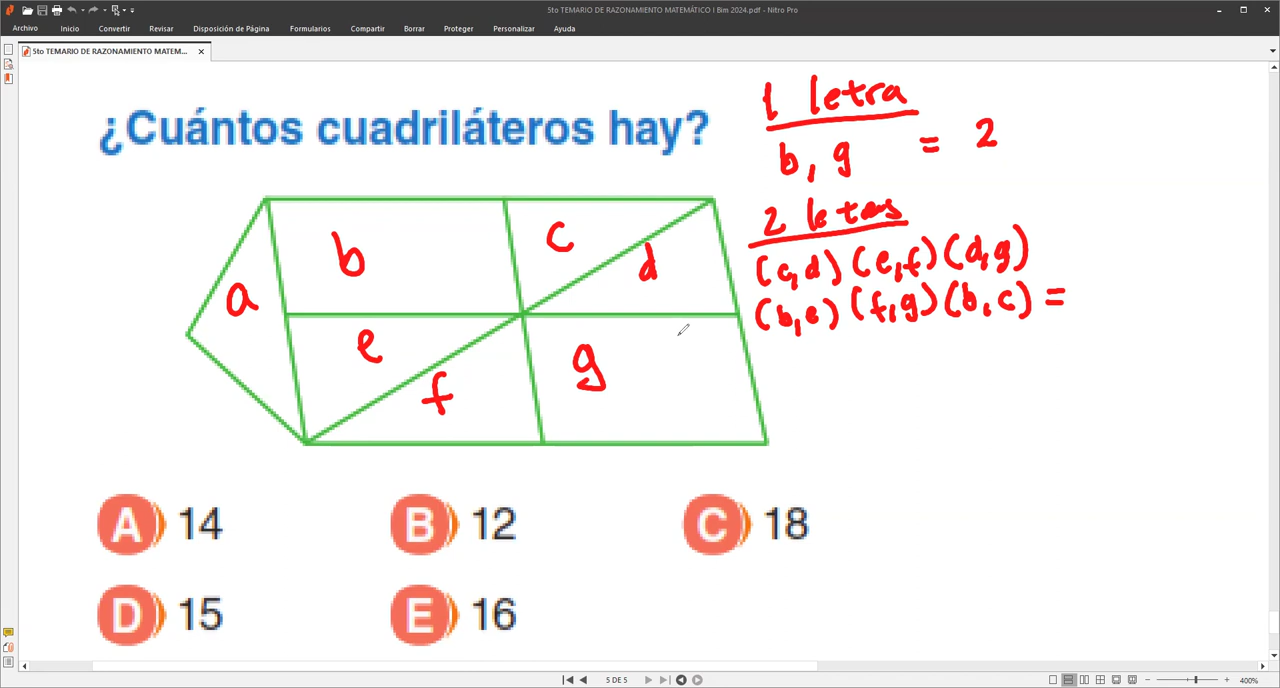 5to TEMARIO DE RAZONAMIENTO MATEMÁTICO I Bim 2024.pdf - Nitro Pro
Archivo Inicio Convertir Revisar Disposición de Página Formularios Compartir Borrar Proteger Personalizar Ayuda
5to TEMARIO DE RAZONAMIENTO MATEM...
¿Cuántos cuadriláteros hay?
1 letra
b, g = 2
2 letas
(c,d) (e,f) (d,g)
(b,e) (f,g) (b,c) =
b
c
d
a
e
g
f
A) 14
B) 12
C) 18
D) 15
E) 16
5 DE 5
400%